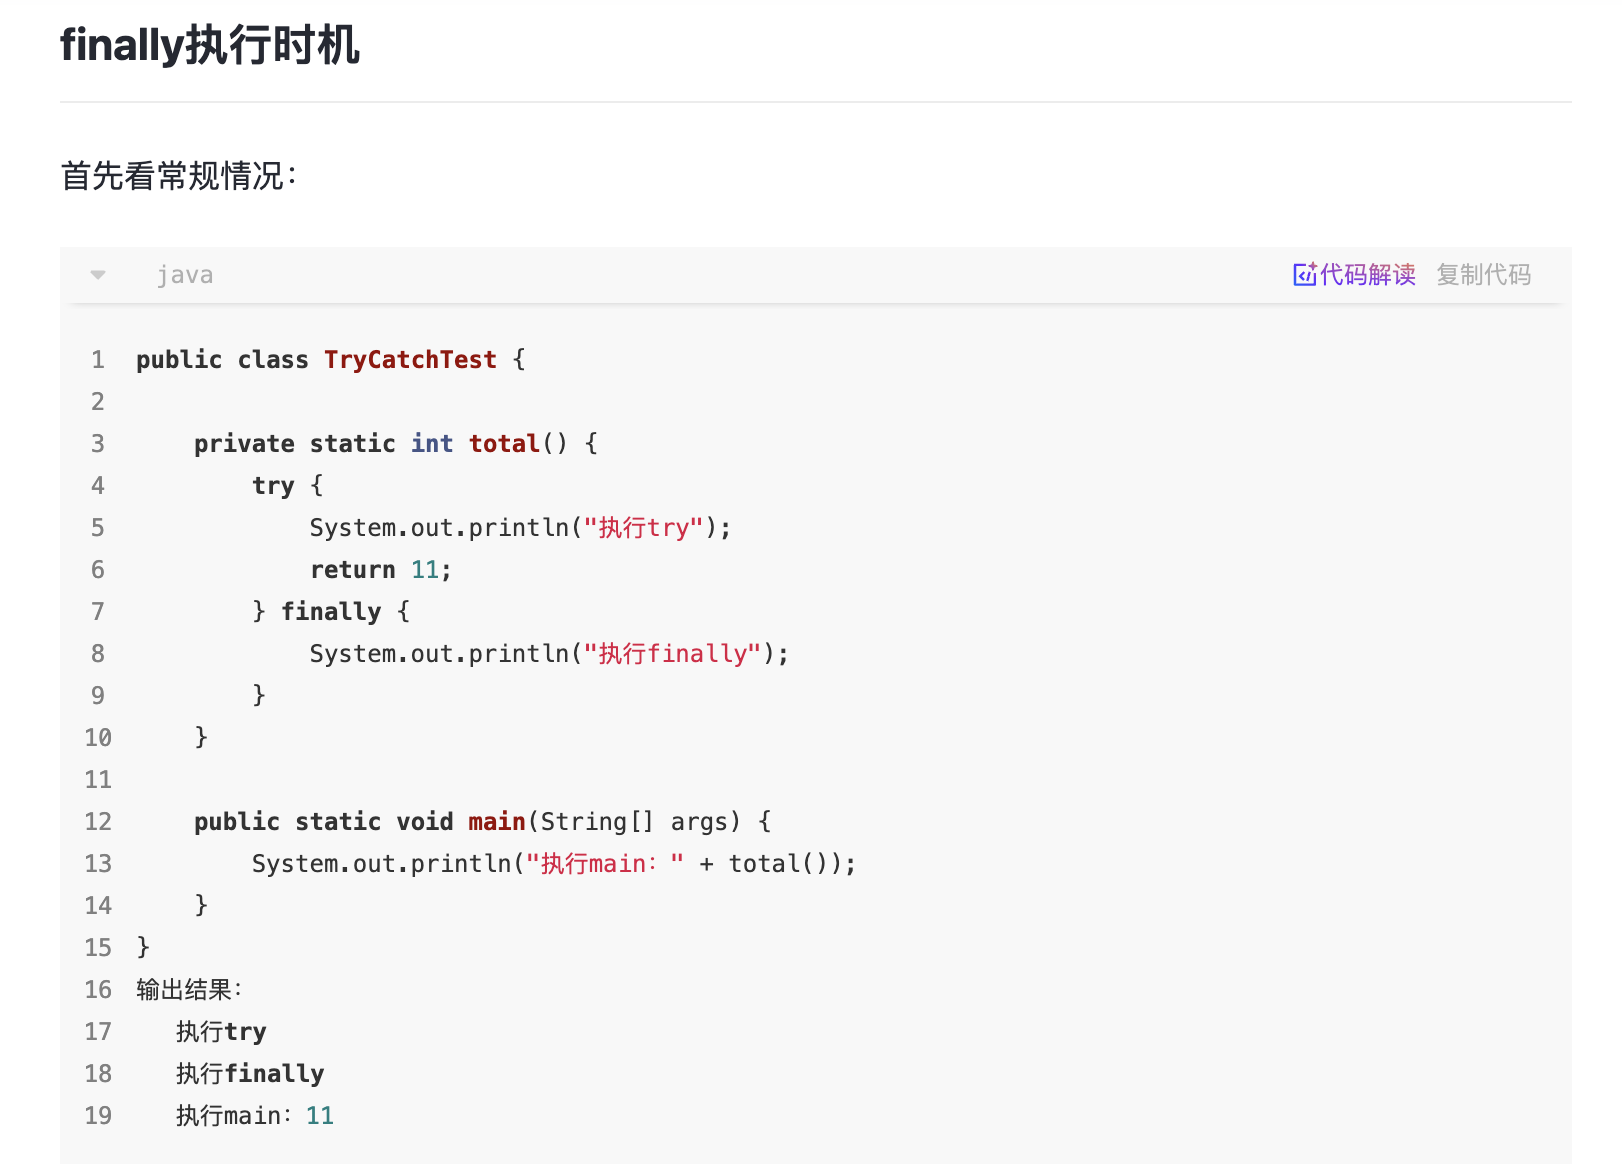 finally执行时机
首先看常规情况：
java
代码解读 复制代码
1 public class TryCatchTest {
2
3     private static int total() {
4         try {
5             System.out.println("执行try");
6             return 11;
7         } finally {
8             System.out.println("执行finally");
9         }
10     }
11
12     public static void main(String[] args) {
13         System.out.println("执行main：" + total());
14     }
15 }
16 输出结果：
17    执行try
18    执行finally
19    执行main：11